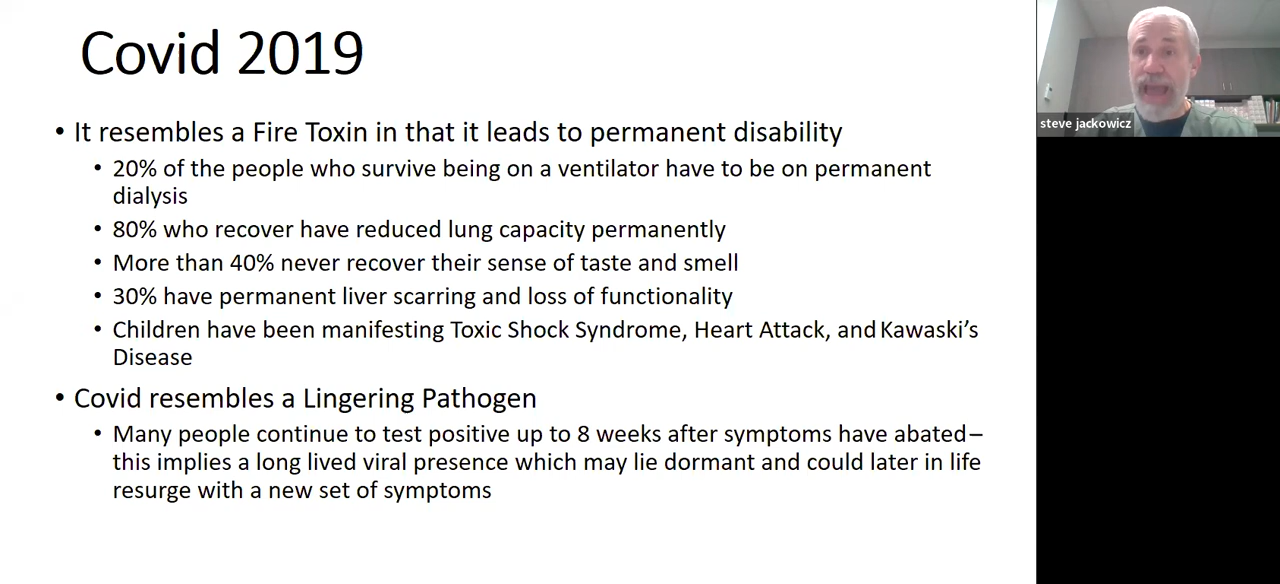 Covid 2019
• It resembles a Fire Toxin in that it leads to permanent disability
• 20% of the people who survive being on a ventilator have to be on permanent
dialysis
• 80% who recover have reduced lung capacity permanently
• More than 40% never recover their sense of taste and smell
• 30% have permanent liver scarring and loss of functionality
• Children have been manifesting Toxic Shock Syndrome, Heart Attack, and Kawaski's
Disease
• Covid resembles a Lingering Pathogen
• Many people continue to test positive up to 8 weeks after symptoms have abated–
this implies a long lived viral presence which may lie dormant and could later in life
resurge with a new set of symptoms
steve jackowicz